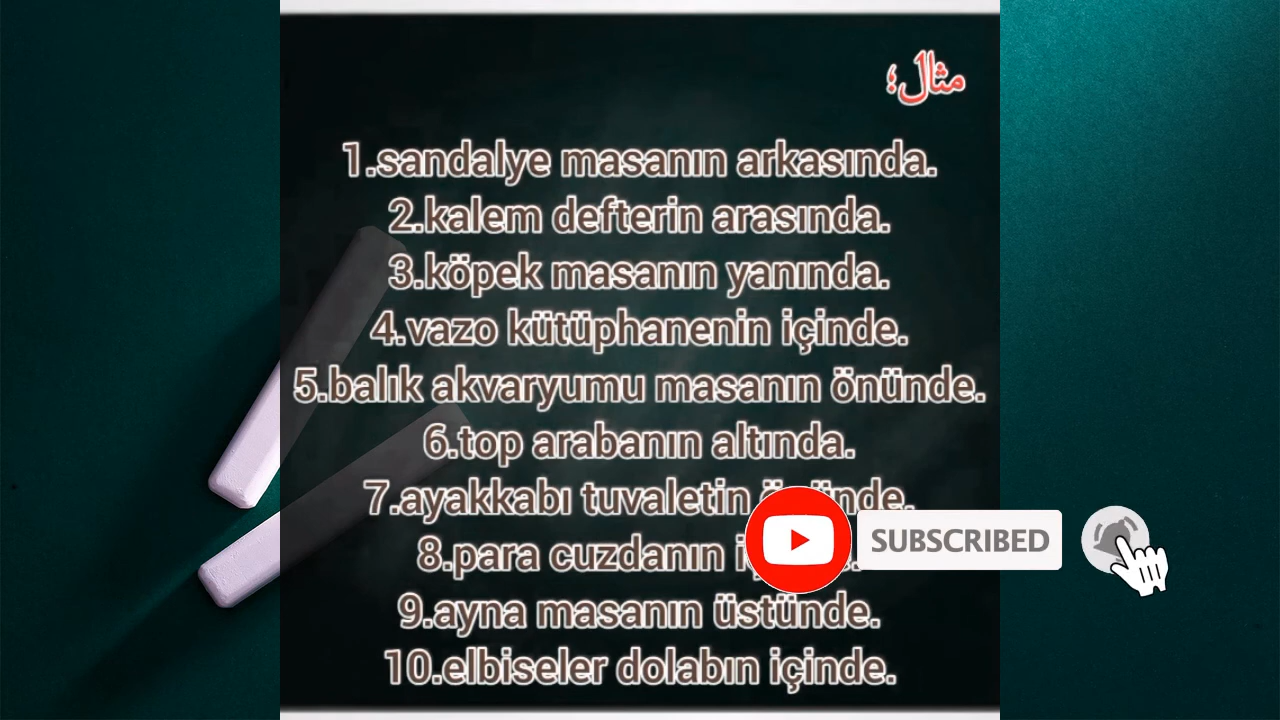 مثال؛
1.sandalye masanın arkasında.
2.kalem defterin arasında.
3.köpek masanın yanında.
4.vazo kütüphanenin içinde.
5.balık akvaryumu masanın önünde.
6.top arabanın altında.
7.ayakkabı tuvaletin
8.para cuzdanın
SUBSCRIBED
9.ayna masanın üstünde.
10.elbiseler dolabın içinde.